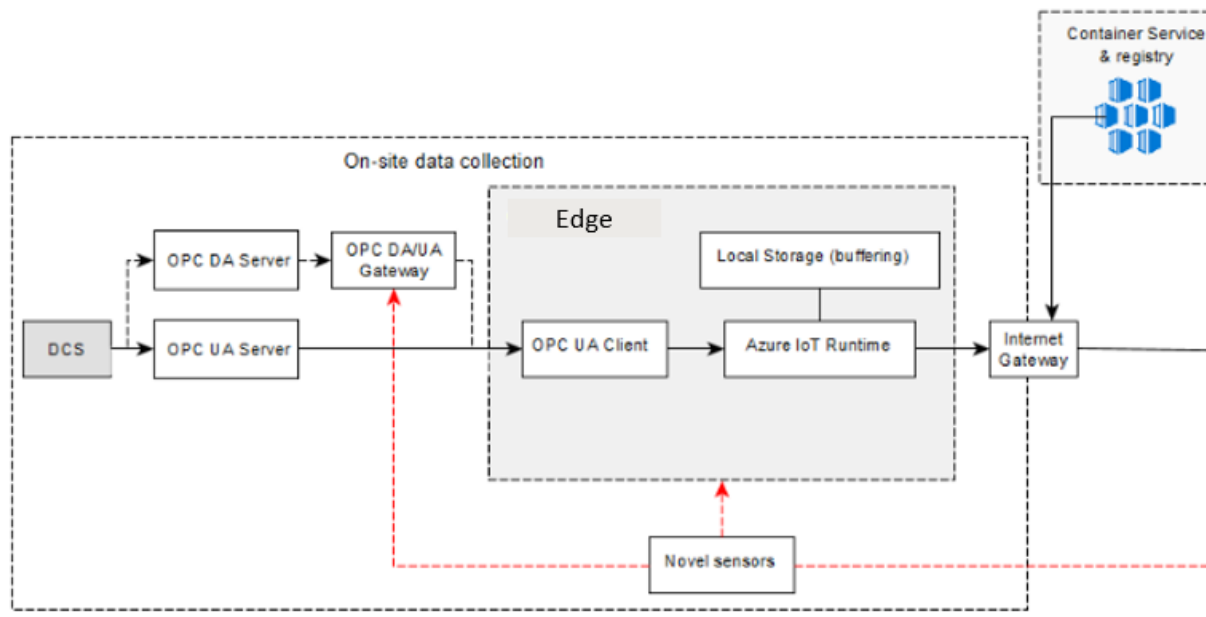 Container Service
& registry
On-site data collection
Edge
OPC DA Server
OPC DA/UA
Gateway
Local Storage (buffering)
DCS
OPC UA Server
OPC UA Client
Azure IoT Runtime
Internet
Gateway
Novel sensors